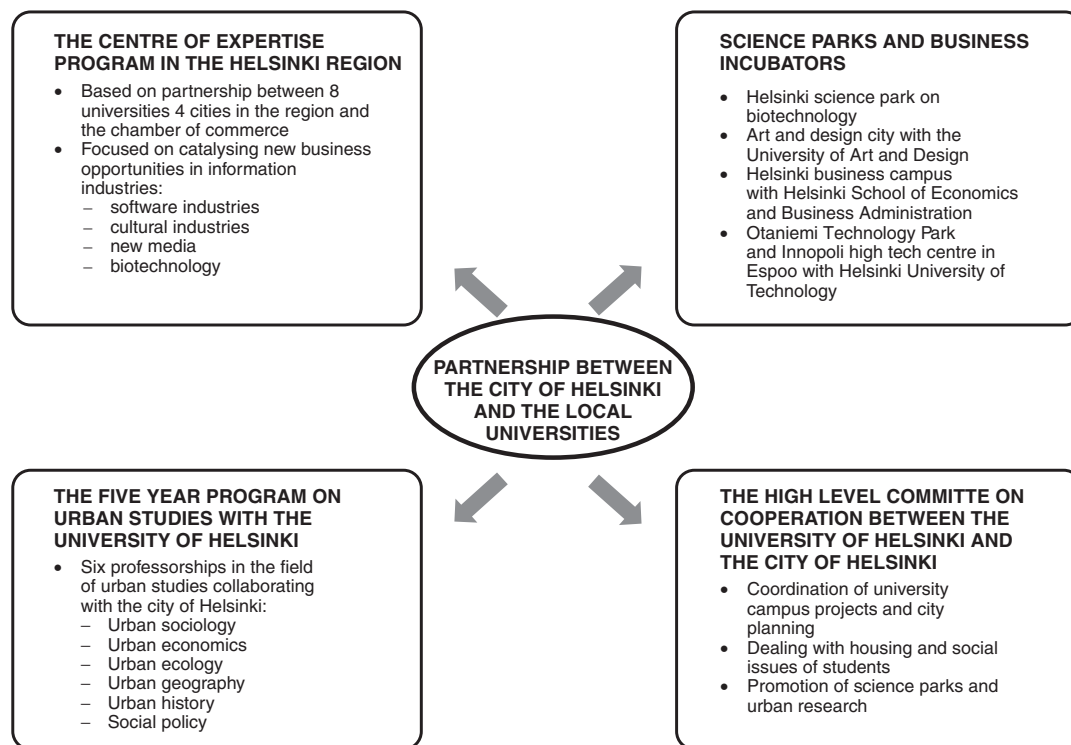 THE CENTRE OF EXPERTISE
PROGRAM IN THE HELSINKI REGION
• Based on partnership between 8
universities 4 cities in the region and
the chamber of commerce
• Focused on catalysing new business
opportunities in information
industries:
– software industries
– cultural industries
– new media
– biotechnology
SCIENCE PARKS AND BUSINESS
INCUBATORS
• Helsinki science park on
biotechnology
• Art and design city with the
University of Art and Design
• Helsinki business campus
with Helsinki School of Economics
and Business Administration
• Otaniemi Technology Park
and Innopoli high tech centre in
Espoo with Helsinki University of
Technology
PARTNERSHIP BETWEEN
THE CITY OF HELSINKI
AND THE LOCAL
UNIVERSITIES
THE FIVE YEAR PROGRAM ON
URBAN STUDIES WITH THE
UNIVERSITY OF HELSINKI
• Six professorships in the field
of urban studies collaborating
with the city of Helsinki:
– Urban sociology
– Urban economics
– Urban ecology
– Urban geography
– Urban history
– Social policy
THE HIGH LEVEL COMMITTE ON
COOPERATION BETWEEN THE
UNIVERSITY OF HELSINKI AND
THE CITY OF HELSINKI
• Coordination of university
campus projects and city
planning
• Dealing with housing and social
issues of students
• Promotion of science parks and
urban research